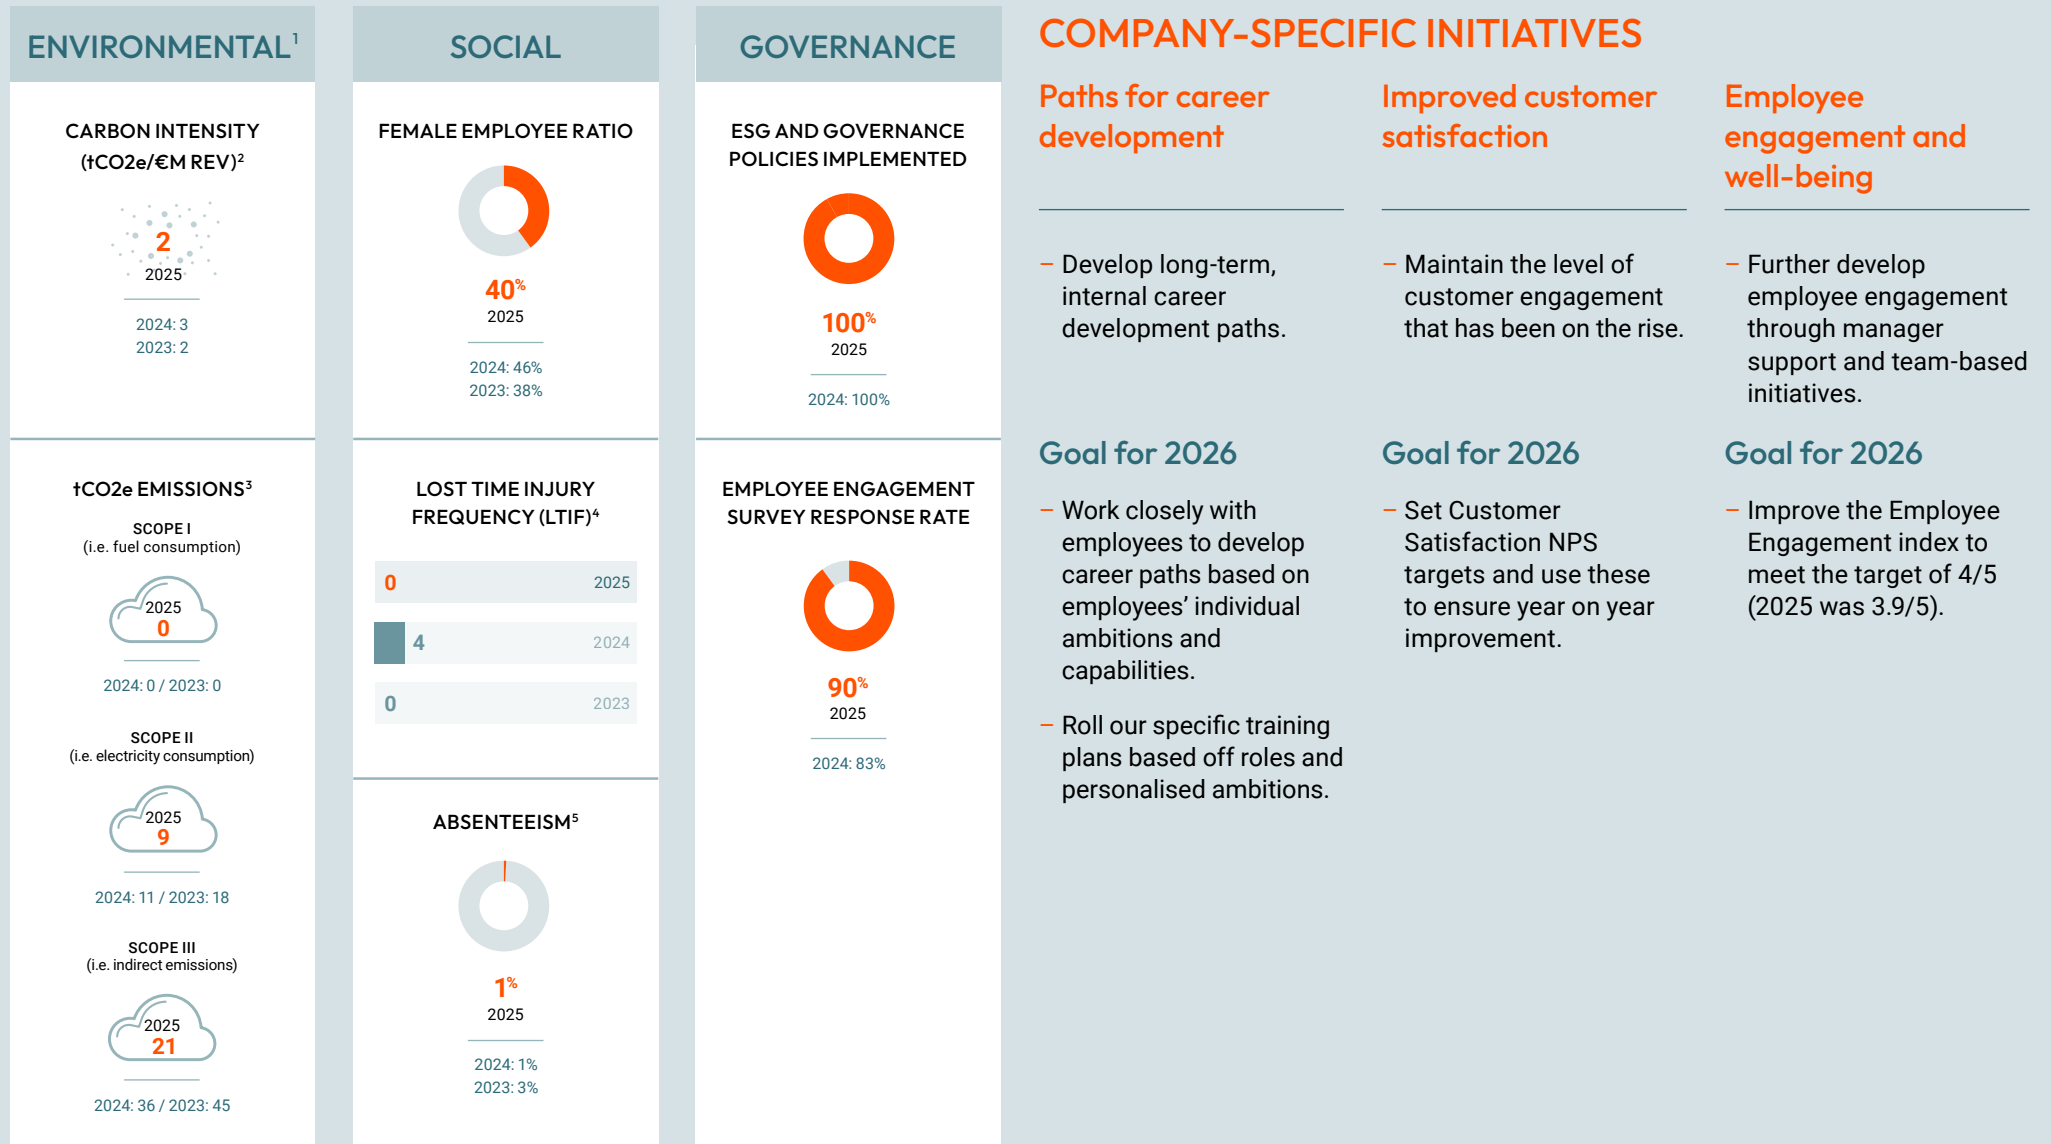 ENVIRONMENTAL¹
CARBON INTENSITY
(tCO2e/€M REV)²
2
2025
2024: 3
2023: 2
tCO2e EMISSIONS³
SCOPE I
(i.e. fuel consumption)
2025
0
2024: 0 / 2023: 0
SCOPE II
(i.e. electricity consumption)
2025
9
2024: 11 / 2023: 18
SCOPE III
(i.e. indirect emissions)
2025
21
2024: 36 / 2023: 45
SOCIAL
FEMALE EMPLOYEE RATIO
40%
2025
2024: 46%
2023: 38%
LOST TIME INJURY
FREQUENCY (LTIF)⁴
0 2025
4 2024
0 2023
ABSENTEEISM⁵
1%
2025
2024: 1%
2023: 3%
GOVERNANCE
ESG AND GOVERNANCE
POLICIES IMPLEMENTED
100%
2025
2024: 100%
EMPLOYEE ENGAGEMENT
SURVEY RESPONSE RATE
90%
2025
2024: 83%
COMPANY-SPECIFIC INITIATIVES
Paths for career
development
– Develop long-term,
internal career
development paths.
Goal for 2026
– Work closely with
employees to develop
career paths based on
employees’ individual
ambitions and
capabilities.
– Roll our specific training
plans based off roles and
personalised ambitions.
Improved customer
satisfaction
– Maintain the level of
customer engagement
that has been on the rise.
Goal for 2026
– Set Customer
Satisfaction NPS
targets and use these
to ensure year on year
improvement.
Employee
engagement and
well-being
– Further develop
employee engagement
through manager
support and team-based
initiatives.
Goal for 2026
– Improve the Employee
Engagement index to
meet the target of 4/5
(2025 was 3.9/5).